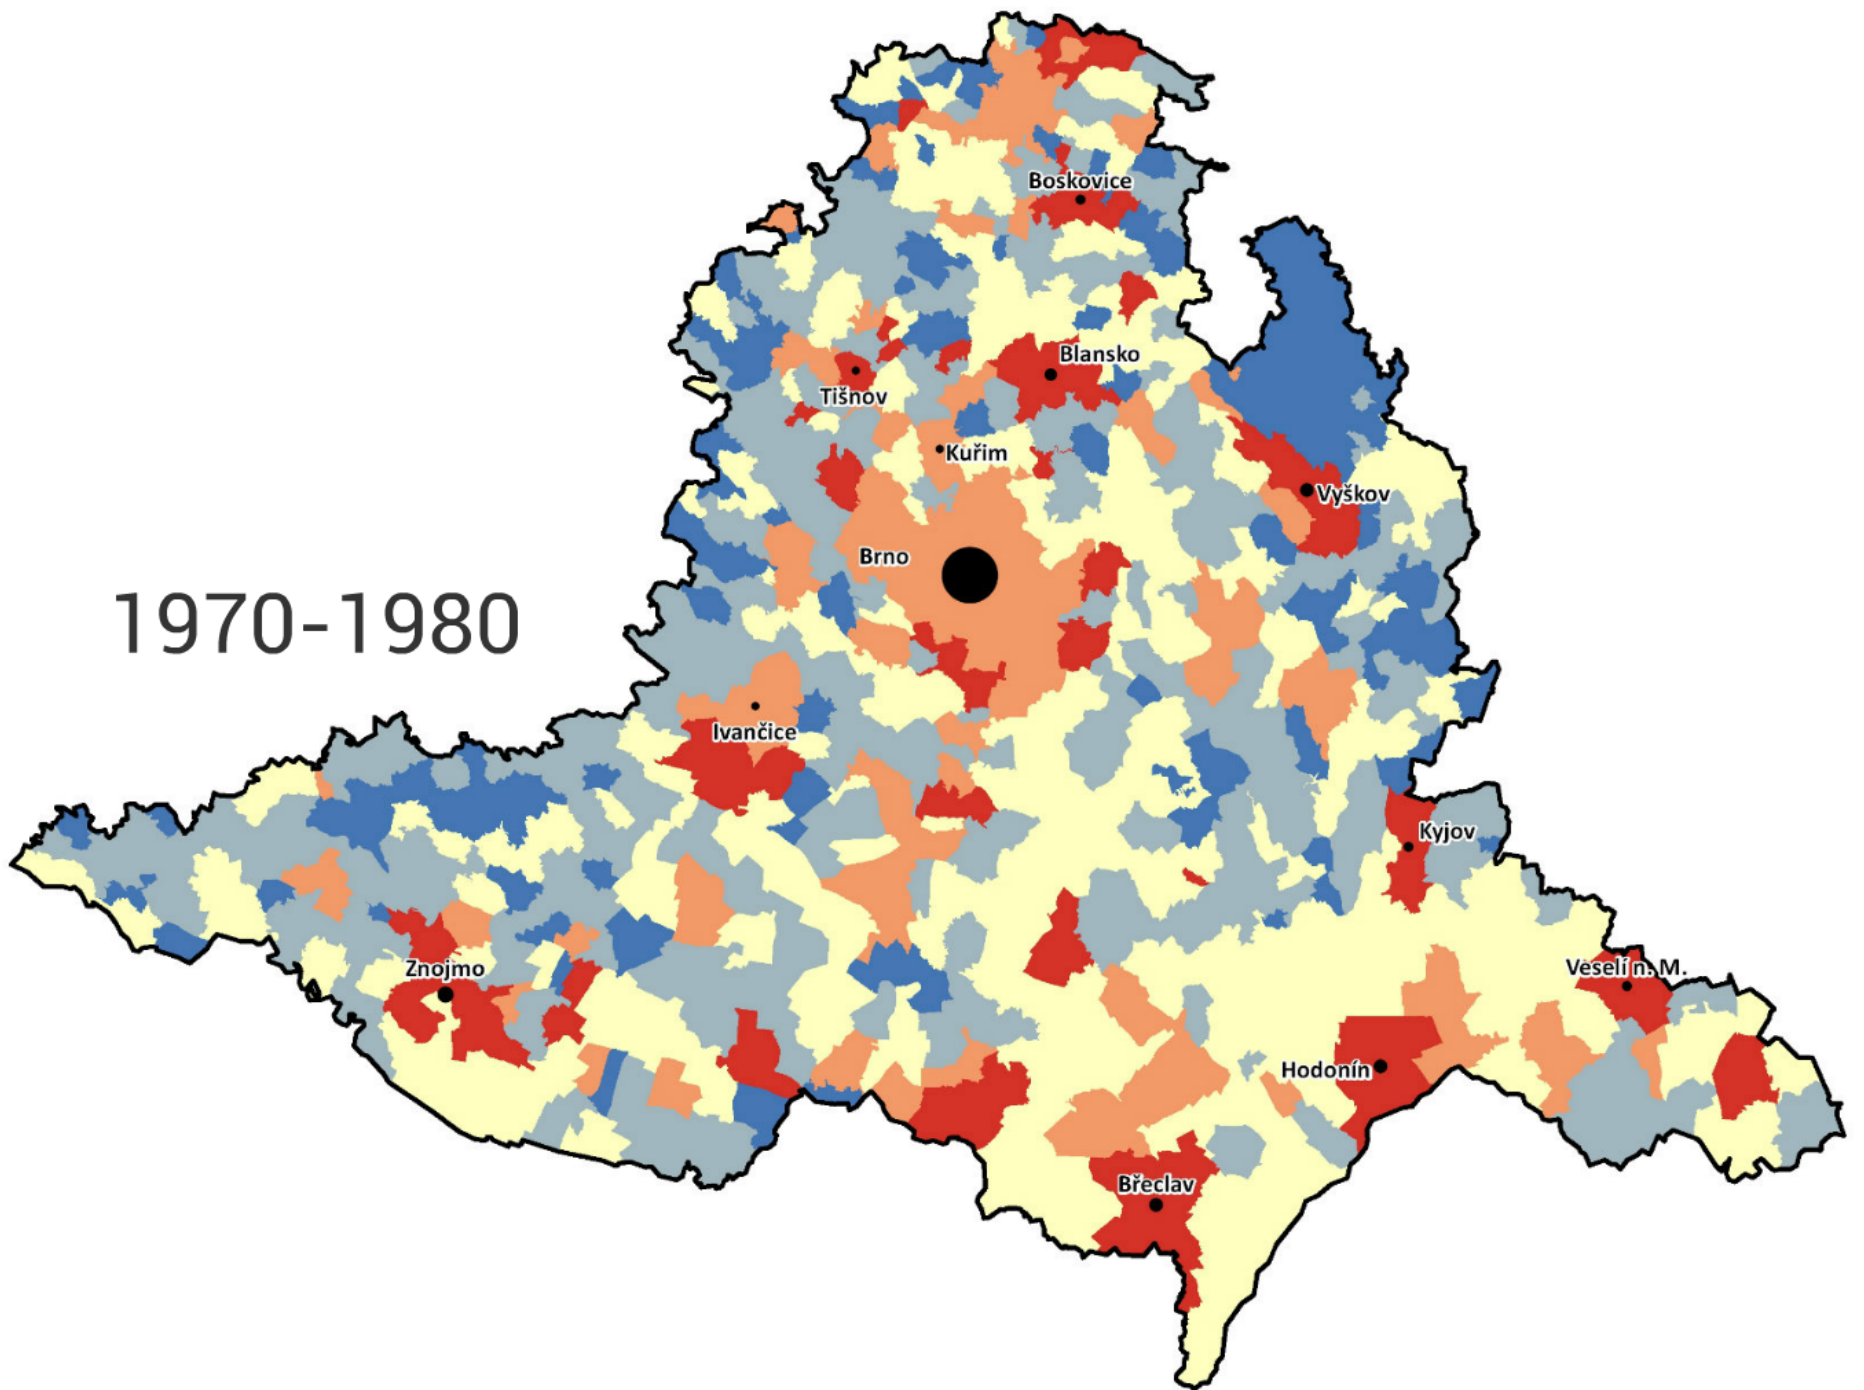 Boskovice
Blansko
Tišnov
Kuřim
Vyškov
Brno
1970-1980
Ivančice
Kyjov
Znojmo
Veselí n. M.
Hodonín
Břeclav